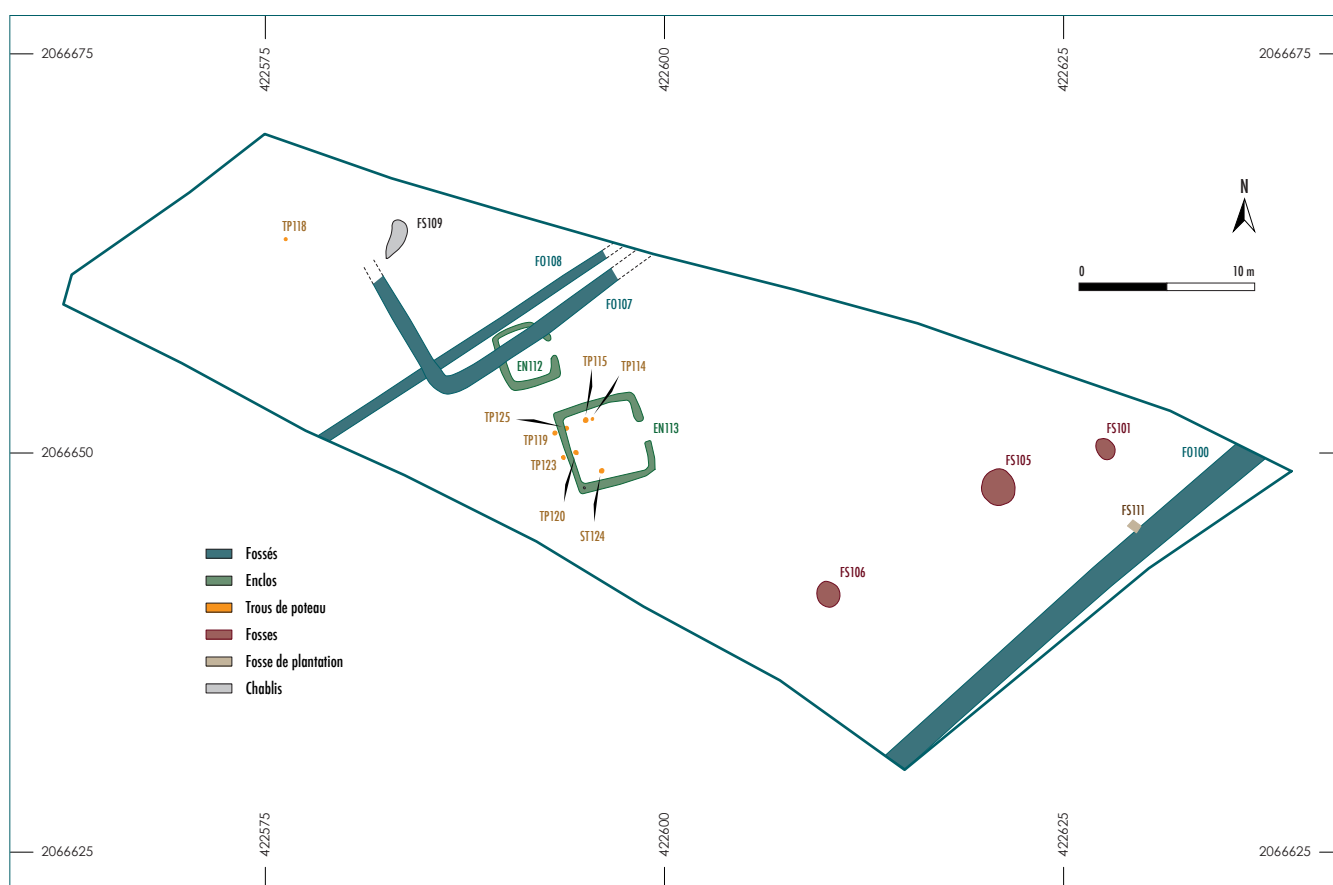 422575
422600
422625
2066675
2066675
N
0
10 m
TP118
FS109
FO108
FO107
EN112
TP115
TP114
TP125
TP119
TP123
EN113
TP120
ST124
FS101
FO100
FS105
FS111
FS106
2066650
Fossés
Enclos
Trous de poteau
Fosses
Fosse de plantation
Chablis
422575
422600
422625
2066625
2066625